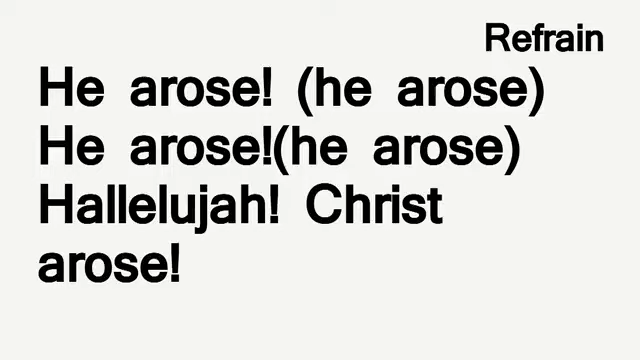 Refrain
He arose! (he arose)
He arose!(he arose)
Hallelujah! Christ
arose!